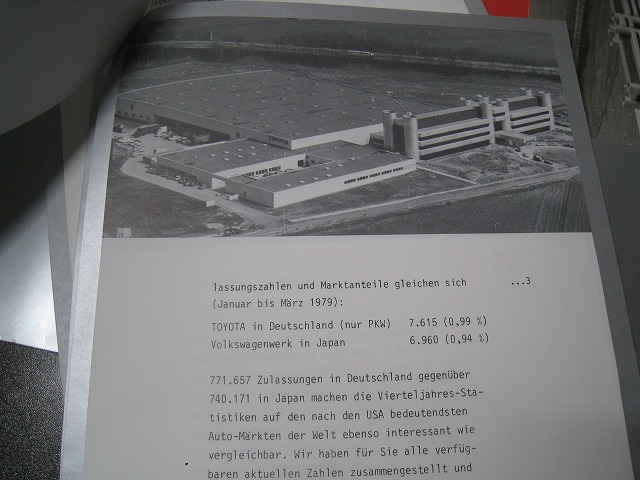 lassungszahlen und Marktanteile gleichen sich ...3
(Januar bis März 1979):
TOYOTA in Deutschland (nur PKW) 7.615 (0,99 %)
Volkswagenwerk in Japan 6.960 (0,94 %)
771.657 Zulassungen in Deutschland gegenüber
740.171 in Japan machen die Vierteljahres-Sta-
tistiken auf den nach den USA bedeutendsten
Auto-Märkten der Welt ebenso interessant wie
vergleichbar. Wir haben für Sie alle verfüg-
baren aktuellen Zahlen zusammengestellt und